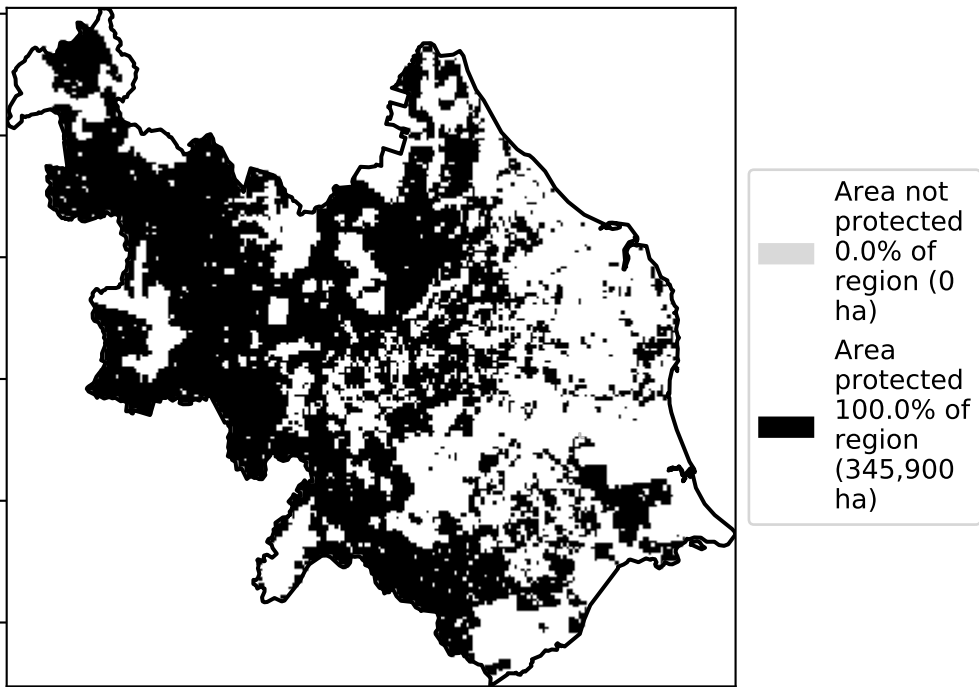 Area not
protected
0.0% of
region (0
ha)
Area
protected
100.0% of
region
(345,900
ha)